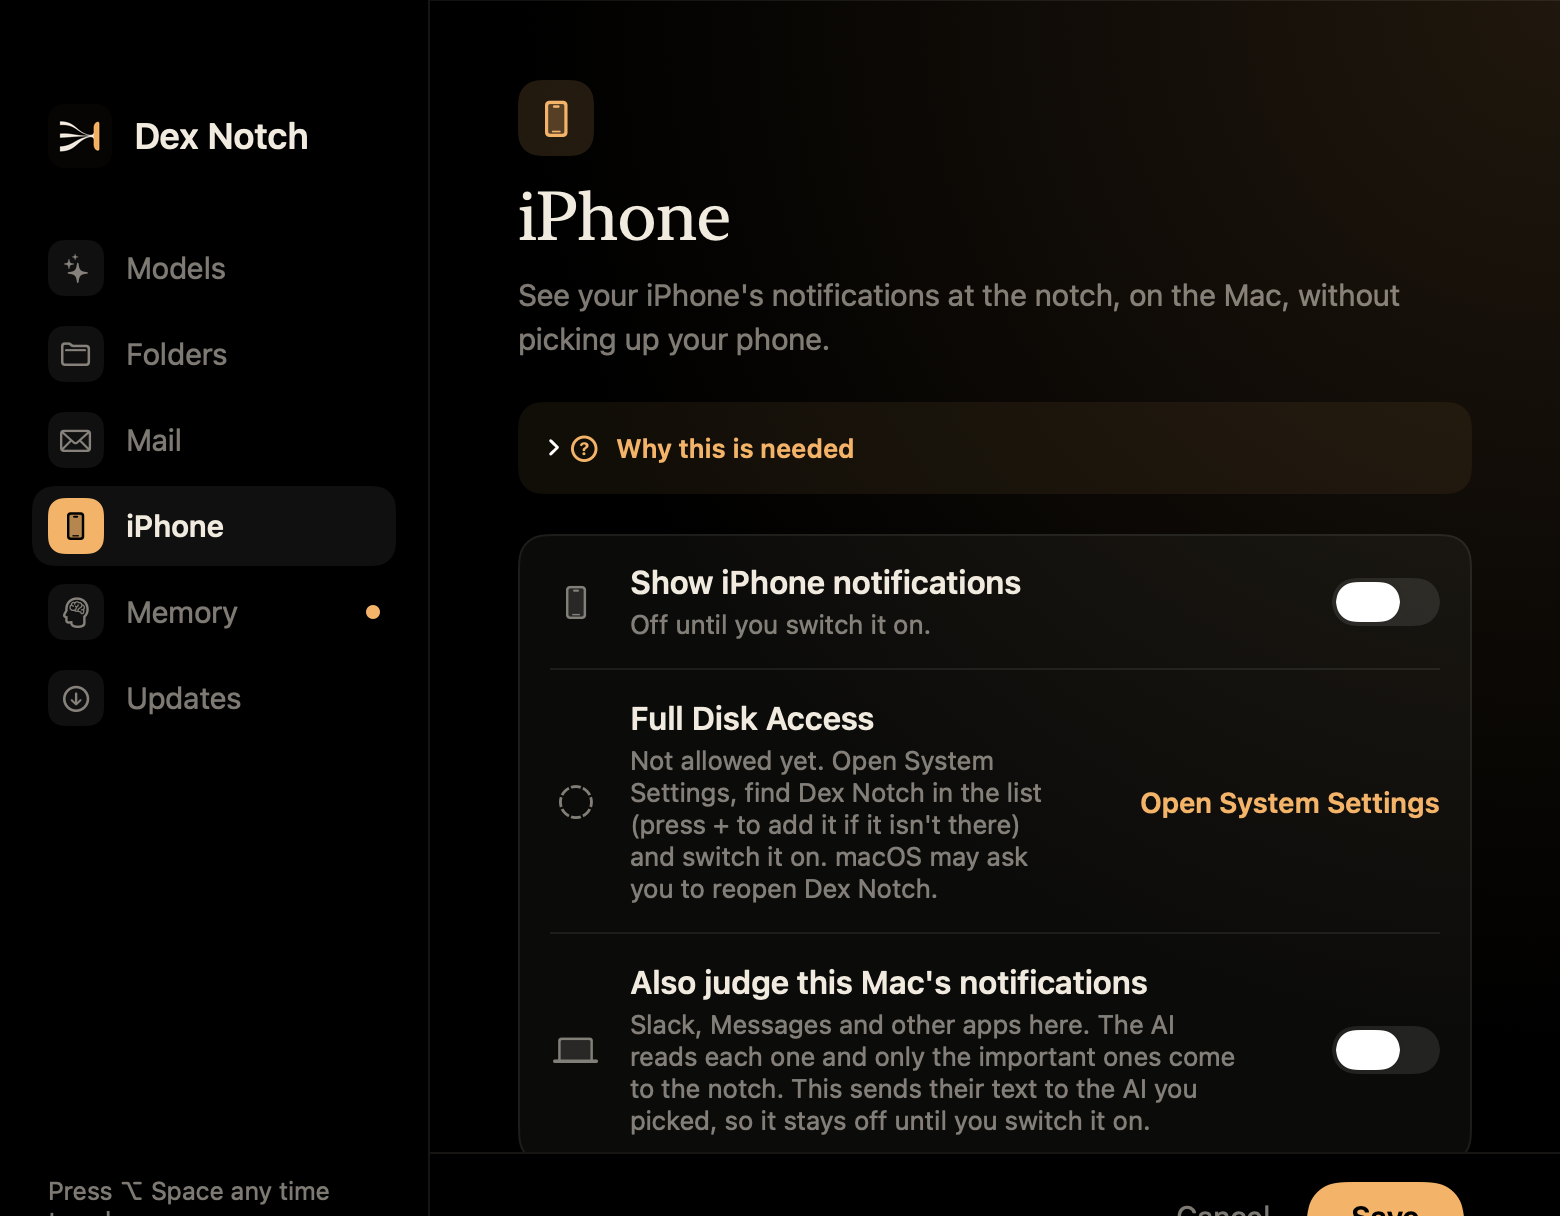 Dex Notch
Models
Folders
Mail
iPhone
Memory
Updates
Press ⌥ Space any time
iPhone
See your iPhone's notifications at the notch, on the Mac, without
picking up your phone.
Why this is needed
Show iPhone notifications
Off until you switch it on.
Full Disk Access
Not allowed yet. Open System
Settings, find Dex Notch in the list
(press + to add it if it isn't there)
and switch it on. macOS may ask
you to reopen Dex Notch.
Open System Settings
Also judge this Mac's notifications
Slack, Messages and other apps here. The AI
reads each one and only the important ones come
to the notch. This sends their text to the AI you
picked, so it stays off until you switch it on.
Cancel
Save